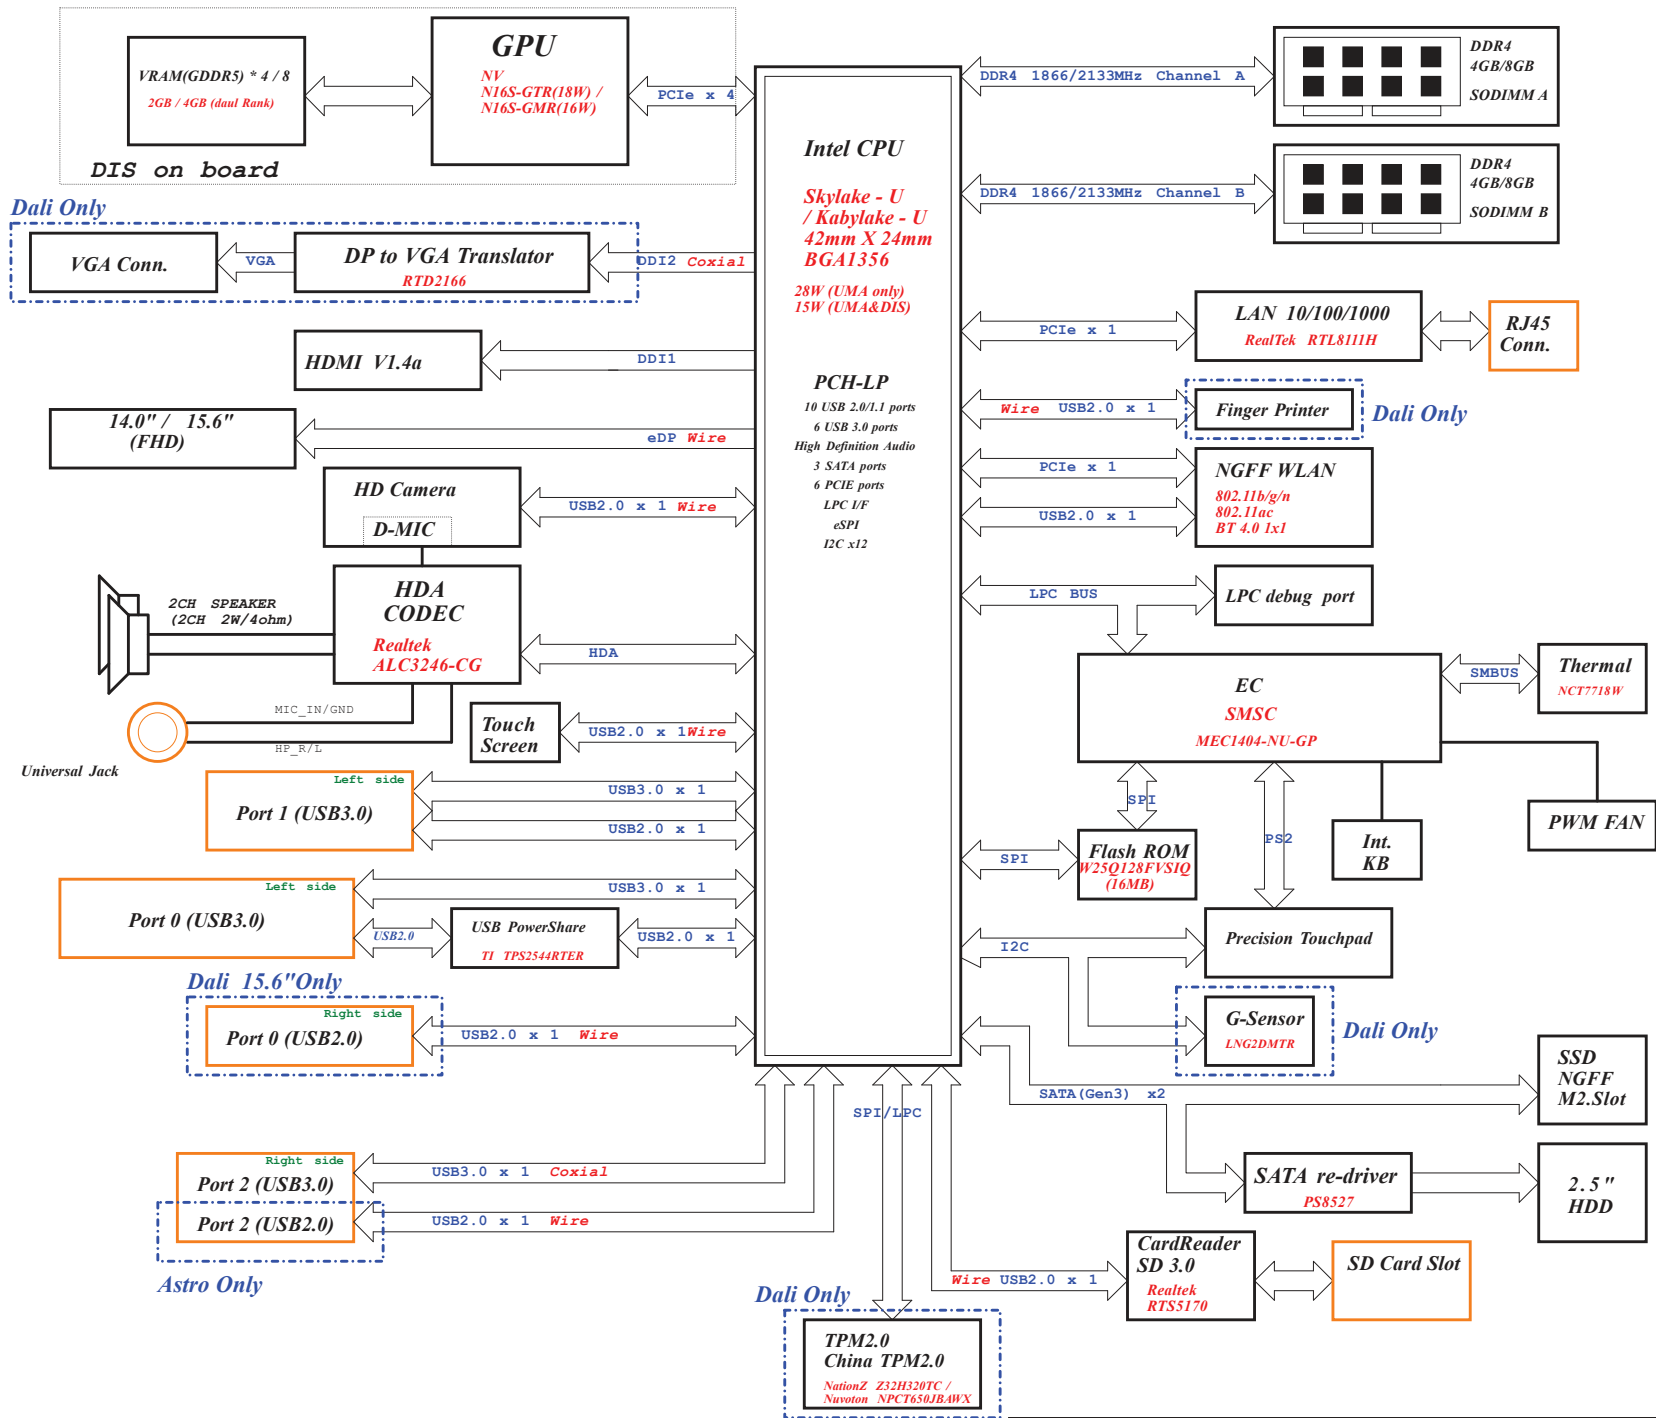 VRAM(GDDR5) * 4 / 8
2GB / 4GB (daul Rank)
GPU
NV
N16S-GTR(18W) /
N16S-GMR(16W)
PCIe x 4
DIS on board
Dali Only
VGA Conn.
VGA
DP to VGA Translator
RTD2166
DDI2 Coxial
HDMI V1.4a
DDI1
14.0" / 15.6"
(FHD)
eDP Wire
HD Camera
D-MIC
USB2.0 x 1 Wire
2CH SPEAKER
(2CH 2W/4ohm)
HDA
CODEC
Realtek
ALC3246-CG
HDA
MIC_IN/GND
HP_R/L
Universal Jack
Touch
Screen
USB2.0 x 1Wire
Left side
Port 1 (USB3.0)
USB3.0 x 1
USB2.0 x 1
Left side
Port 0 (USB3.0)
USB3.0 x 1
USB2.0
USB PowerShare
TI TPS2544RTER
USB2.0 x 1
Dali 15.6"Only
Right side
Port 0 (USB2.0)
USB2.0 x 1 Wire
Right side
Port 2 (USB3.0)
USB3.0 x 1 Coxial
Port 2 (USB2.0)
USB2.0 x 1 Wire
Astro Only
Intel CPU
Skylake - U
/ Kabylake - U
42mm X 24mm
BGA1356
28W (UMA only)
15W (UMA&DIS)
PCH-LP
10 USB 2.0/1.1 ports
6 USB 3.0 ports
High Definition Audio
3 SATA ports
6 PCIE ports
LPC I/F
eSPI
I2C x12
DDR4 1866/2133MHz Channel A
DDR4
4GB/8GB
SODIMM A
DDR4 1866/2133MHz Channel B
DDR4
4GB/8GB
SODIMM B
PCIe x 1
LAN 10/100/1000
RealTek RTL8111H
RJ45
Conn.
Wire USB2.0 x 1
Finger Printer
Dali Only
PCIe x 1
USB2.0 x 1
NGFF WLAN
802.11b/g/n
802.11ac
BT 4.0 1x1
LPC BUS
LPC debug port
EC
SMSC
MEC1404-NU-GP
SMBUS
Thermal
NCT7718W
SPI
PS2
Int.
KB
PWM FAN
SPI
Flash ROM
W25Q128FVSIQ
(16MB)
I2C
Precision Touchpad
G-Sensor
LNG2DMTR
Dali Only
SATA(Gen3) x2
SSD
NGFF
M2.Slot
SATA re-driver
PS8527
2.5"
HDD
SPI/LPC
Wire USB2.0 x 1
CardReader
SD 3.0
Realtek
RTS5170
SD Card Slot
Dali Only
TPM2.0
China TPM2.0
NationZ Z32H320TC /
Nuvoton NPCT650JBAWX